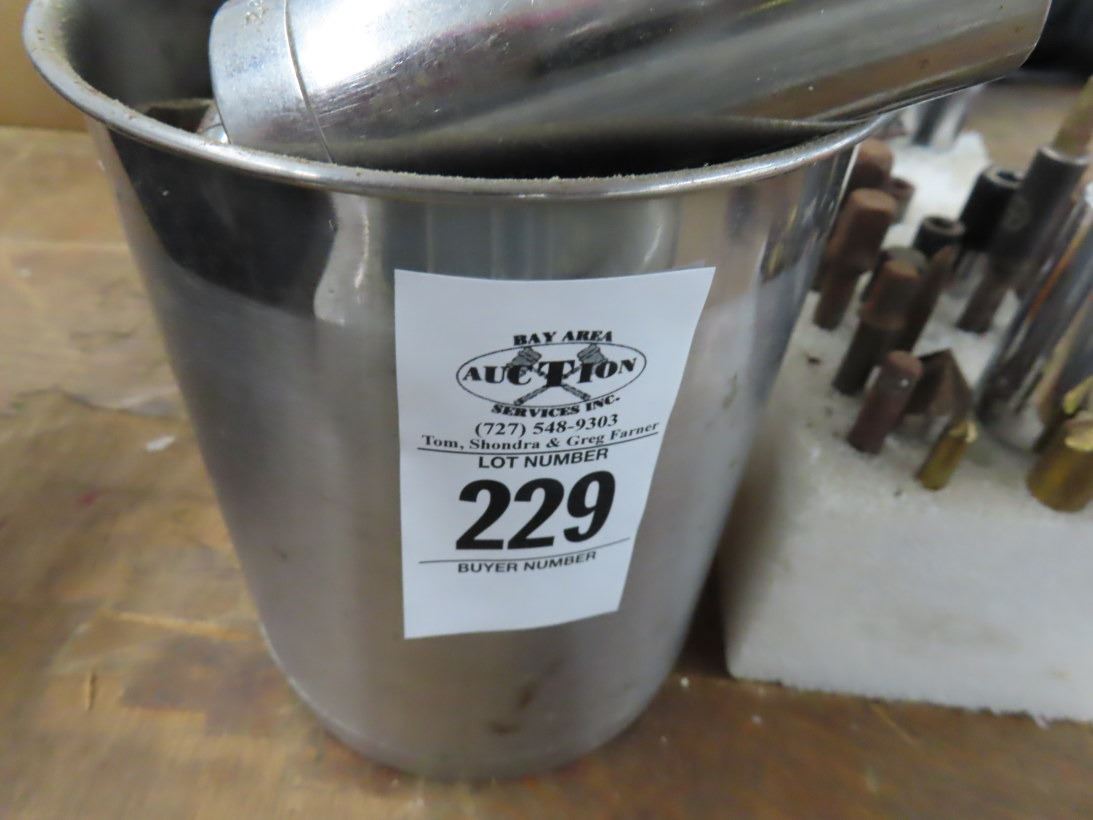 BAY AREA
AUCTION
SERVICES INC.
(727) 548-9303
Tom, Shondra & Greg Farner
LOT NUMBER
229
BUYER NUMBER